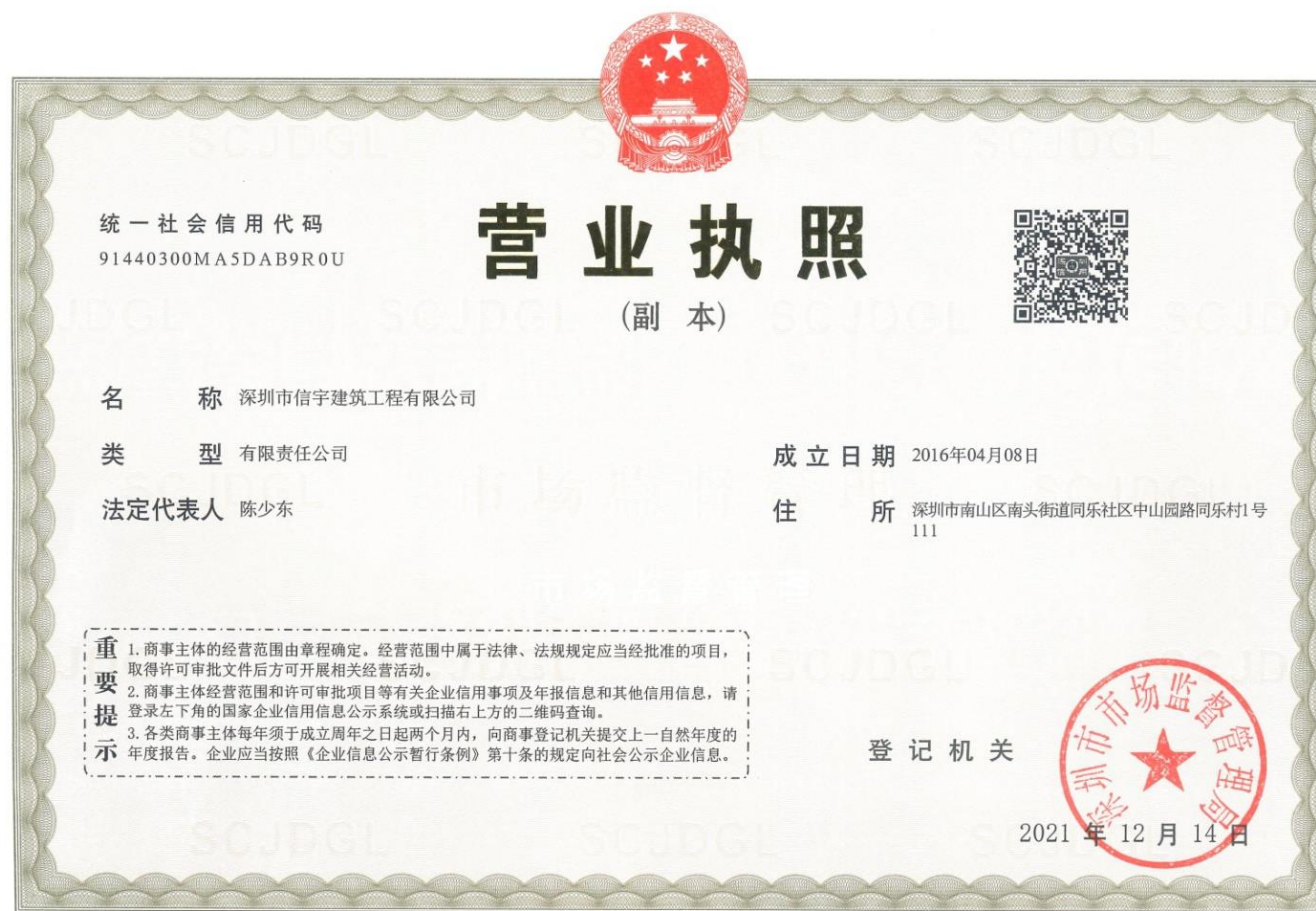 统一社会信用代码
91440300MA5DAB9R0U
营业执照
(副 本)
名 称 深圳市信宇建筑工程有限公司
类 型 有限责任公司
成立日期 2016年04月08日
法定代表人 陈少东
住 所 深圳市南山区南头街道同乐社区中山园路同乐村1号
111
重要提示
1. 商事主体的经营范围由章程确定。经营范围中属于法律、法规规定应当经批准的项目，
取得许可审批文件后方可开展相关经营活动。
2. 商事主体经营范围和许可审批项目等有关企业信用事项及年报信息和其他信用信息，请
登录左下角的国家企业信用信息公示系统或扫描右上方的二维码查询。
3. 各类商事主体每年须于成立周年之日起两个月内，向商事登记机关提交上一自然年度的
年度报告。企业应当按照《企业信息公示暂行条例》第十条的规定向社会公示企业信息。
登记机关
深圳市市场监督管理局
2021 年 12 月 14 日
SCJDGL